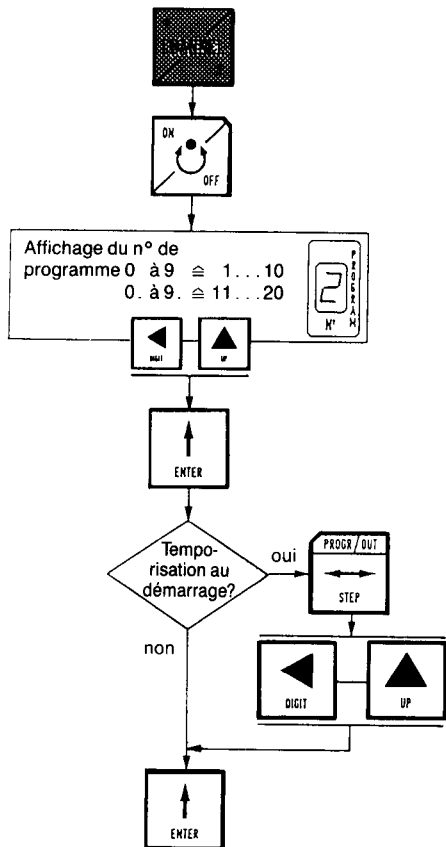 ON
OFF
Affichage du n° de
programme 0 à 9 ≙ 1...10
0. à 9. ≙ 11...20
PROGRAM
2
N°
DIGIT
UP
ENTER
Tempo-
risation au
démarrage?
oui
PROGR/OUT
STEP
non
DIGIT
UP
ENTER